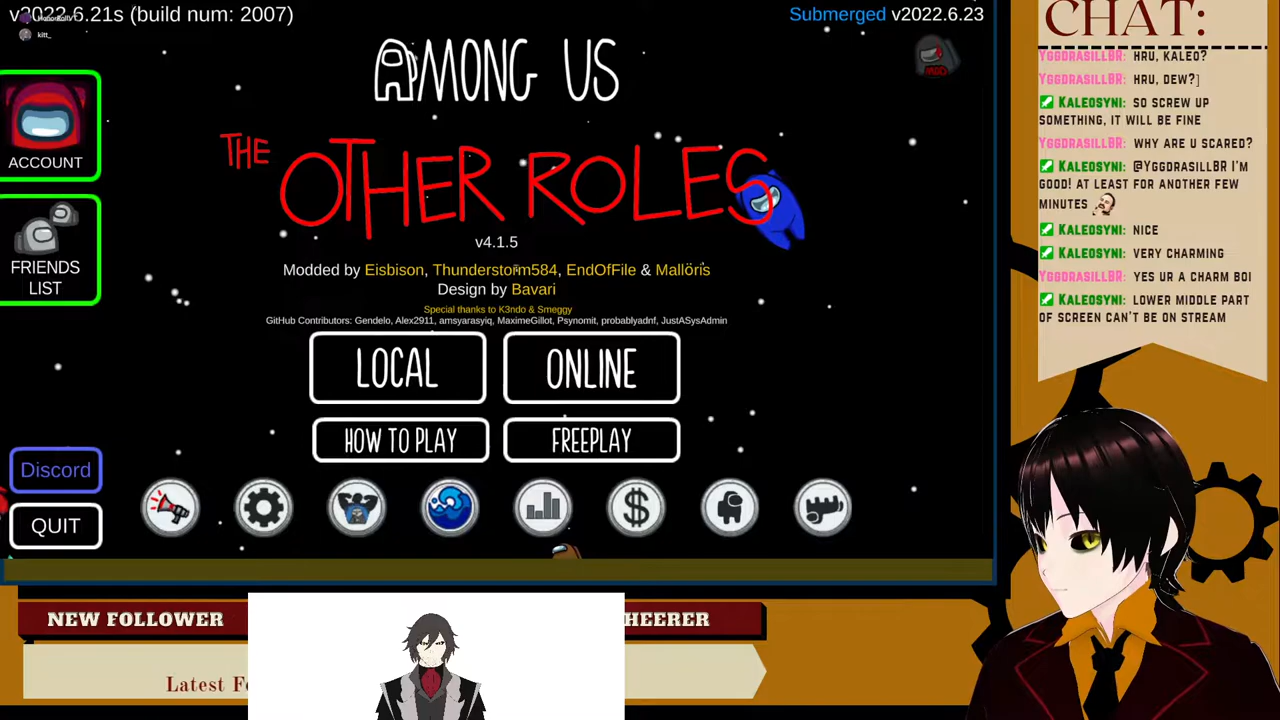 v2022.6.21s (build num: 2007)
kitt_
Submerged v2022.6.23
AMONG US
MOD
THE OTHER ROLES
v4.1.5
Modded by Eisbison, Thunderstorm584, EndOfFile & Mallöris
Design by Bavari
Special thanks to K3ndo & Smeggy
GitHub Contributors: Gendelo, Alex2911, amsyarasyiq, MaximeGillot, Psynomit, probablyadnf, JustASysAdmin
ACCOUNT
FRIENDS
LIST
LOCAL
ONLINE
HOW TO PLAY
FREEPLAY
Discord
QUIT
$
CHAT:
YGGDRASILLBR: HRU, KALEO?
YGGDRASILLBR: HRU, DEW?]
KALEOSYNI: SO SCREW UP
SOMETHING, IT WILL BE FINE
YGGDRASILLBR: WHY ARE U SCARED?
KALEOSYNI: @YGGDRASILLBR I'M
GOOD! AT LEAST FOR ANOTHER FEW
MINUTES
KALEOSYNI: NICE
KALEOSYNI: VERY CHARMING
YGGDRASILLBR: YES UR A CHARM BOI
KALEOSYNI: LOWER MIDDLE PART
OF SCREEN CAN'T BE ON STREAM
NEW FOLLOWER
HEERER
Latest Fo